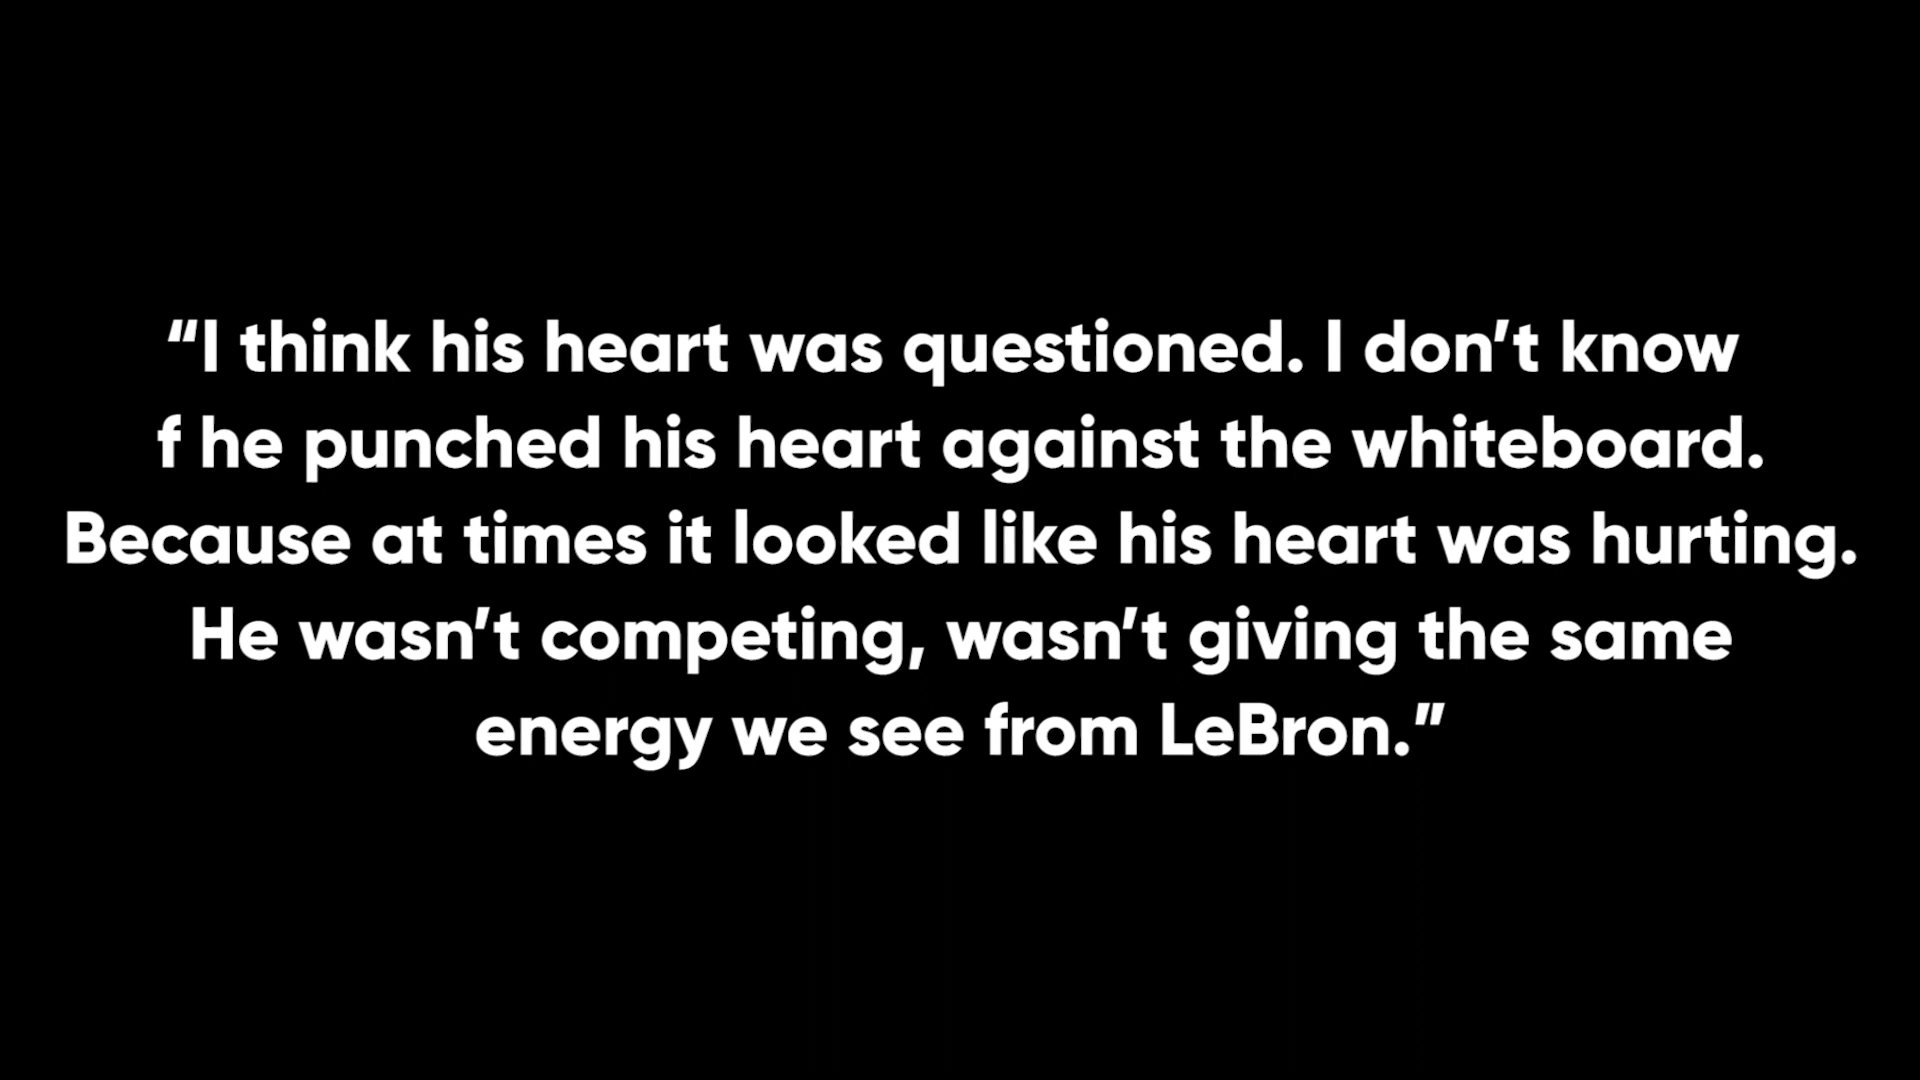 “I think his heart was questioned. I don’t know
f he punched his heart against the whiteboard.
Because at times it looked like his heart was hurting.
He wasn’t competing, wasn’t giving the same
energy we see from LeBron.”